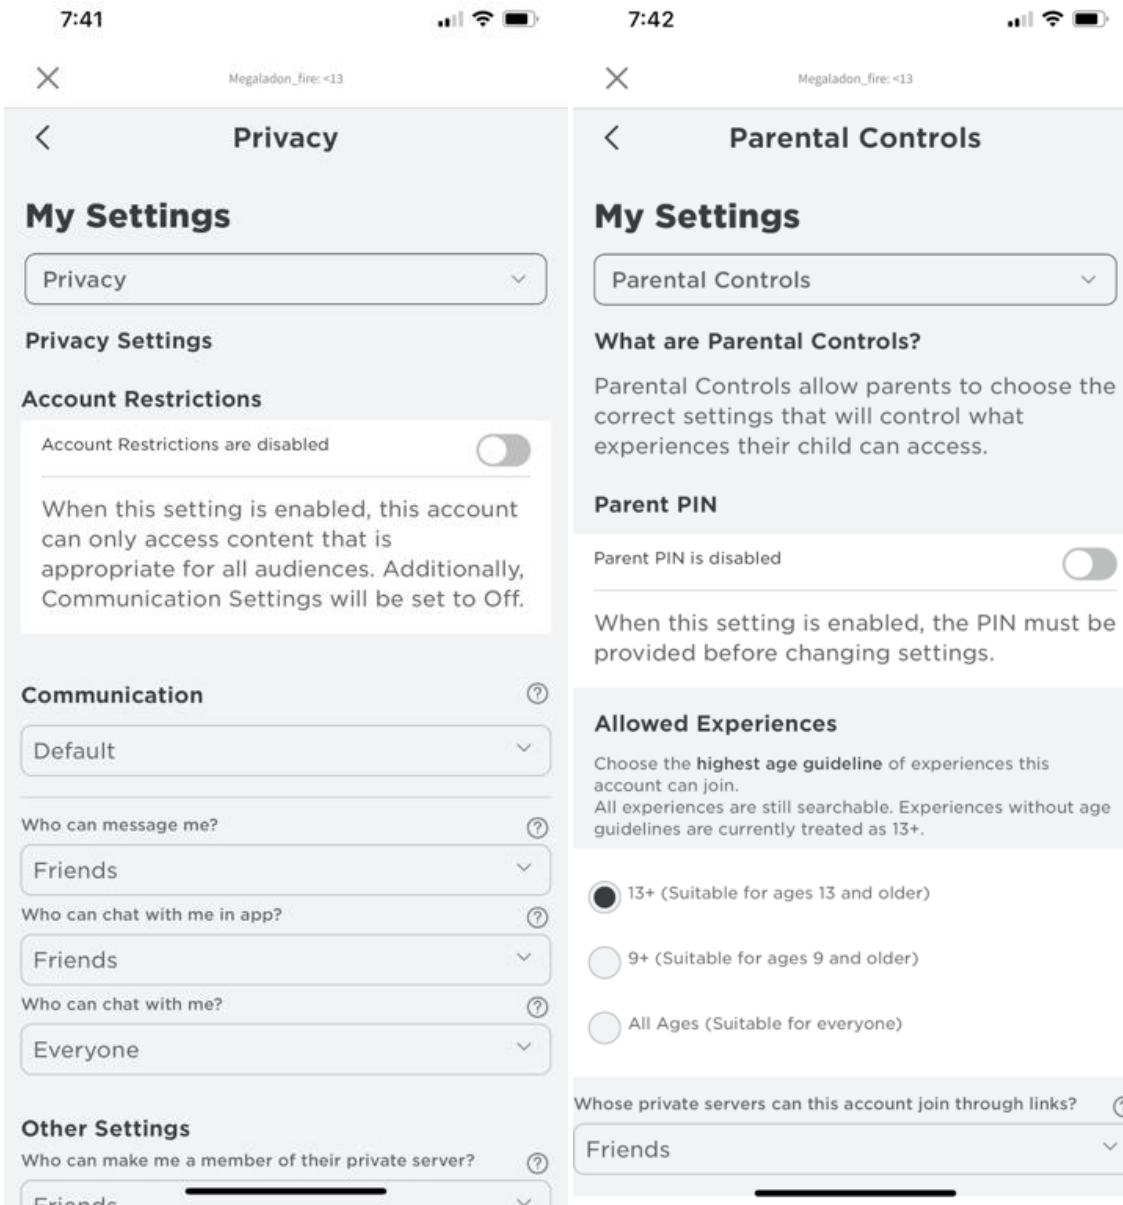 7:41
Megaladon_fire: <13
Privacy
My Settings
Privacy
Privacy Settings
Account Restrictions
Account Restrictions are disabled
When this setting is enabled, this account
can only access content that is
appropriate for all audiences. Additionally,
Communication Settings will be set to Off.
Communication
Default
Who can message me?
Friends
Who can chat with me in app?
Friends
Who can chat with me?
Everyone
Other Settings
Who can make me a member of their private server?
Friends
7:42
Megaladon_fire: <13
Parental Controls
My Settings
Parental Controls
What are Parental Controls?
Parental Controls allow parents to choose the
correct settings that will control what
experiences their child can access.
Parent PIN
Parent PIN is disabled
When this setting is enabled, the PIN must be
provided before changing settings.
Allowed Experiences
Choose the highest age guideline of experiences this
account can join.
All experiences are still searchable. Experiences without age
guidelines are currently treated as 13+.
13+ (Suitable for ages 13 and older)
9+ (Suitable for ages 9 and older)
All Ages (Suitable for everyone)
Whose private servers can this account join through links?
Friends